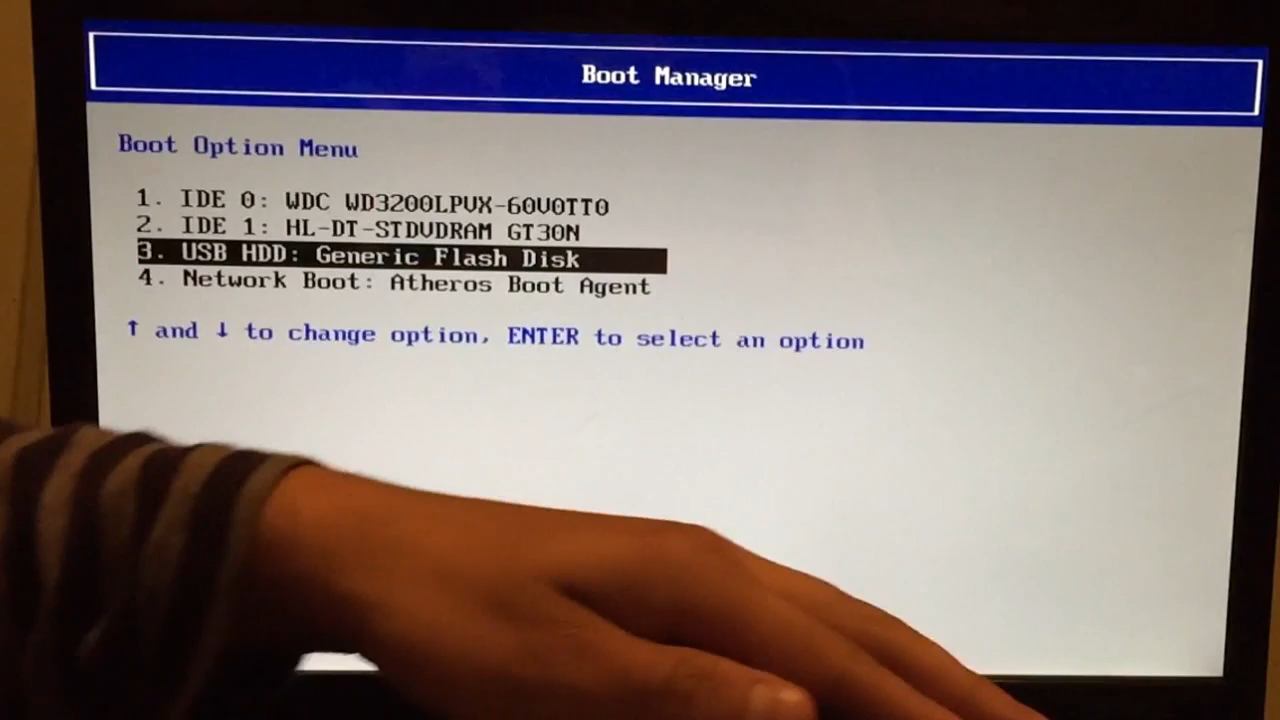 Boot Manager
Boot Option Menu
1. IDE 0: WDC WD3200LPVX-60V0TT0
2. IDE 1: HL-DT-STDVDRAM GT30N
3. USB HDD: Generic Flash Disk
4. Network Boot: Atheros Boot Agent
↑ and ↓ to change option, ENTER to select an option